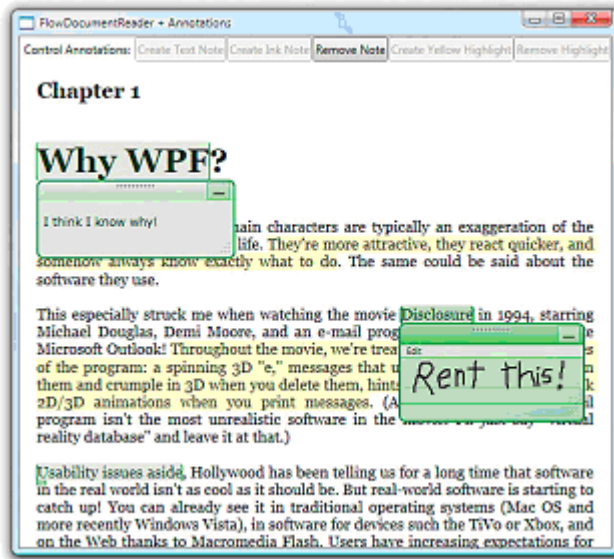 FlowDocumentReader + Annotations
Control Annotations: Create Text Note Create Ink Note Remove Note Create Yellow Highlight Remove Highlight
Chapter 1
Why WPF?
I think I know why!
main characters are typically an exaggeration of the
life. They're more attractive, they react quicker, and
somehow always know exactly what to do. The same could be said about the
software they use.
This especially struck me when watching the movie Disclosure in 1994, starring
Michael Douglas, Demi Moore, and an e-mail
Edit
Rent this!
Microsoft Outlook! Throughout the movie, we're
of the program: a spinning 3D "e," messages that
them and crumple in 3D when you delete them,
2D/3D animations when you print messages.
program isn't the most unrealistic software in the
reality database" and leave it at that.)
Usability issues aside, Hollywood has been telling us for a long time that software
in the real world isn't as cool as it should be. But real-world software is starting to
catch up! You can already see it in traditional operating systems (Mac OS and
more recently Windows Vista), in software for devices such the TiVo or Xbox, and
on the Web thanks to Macromedia Flash. Users have increasing expectations for